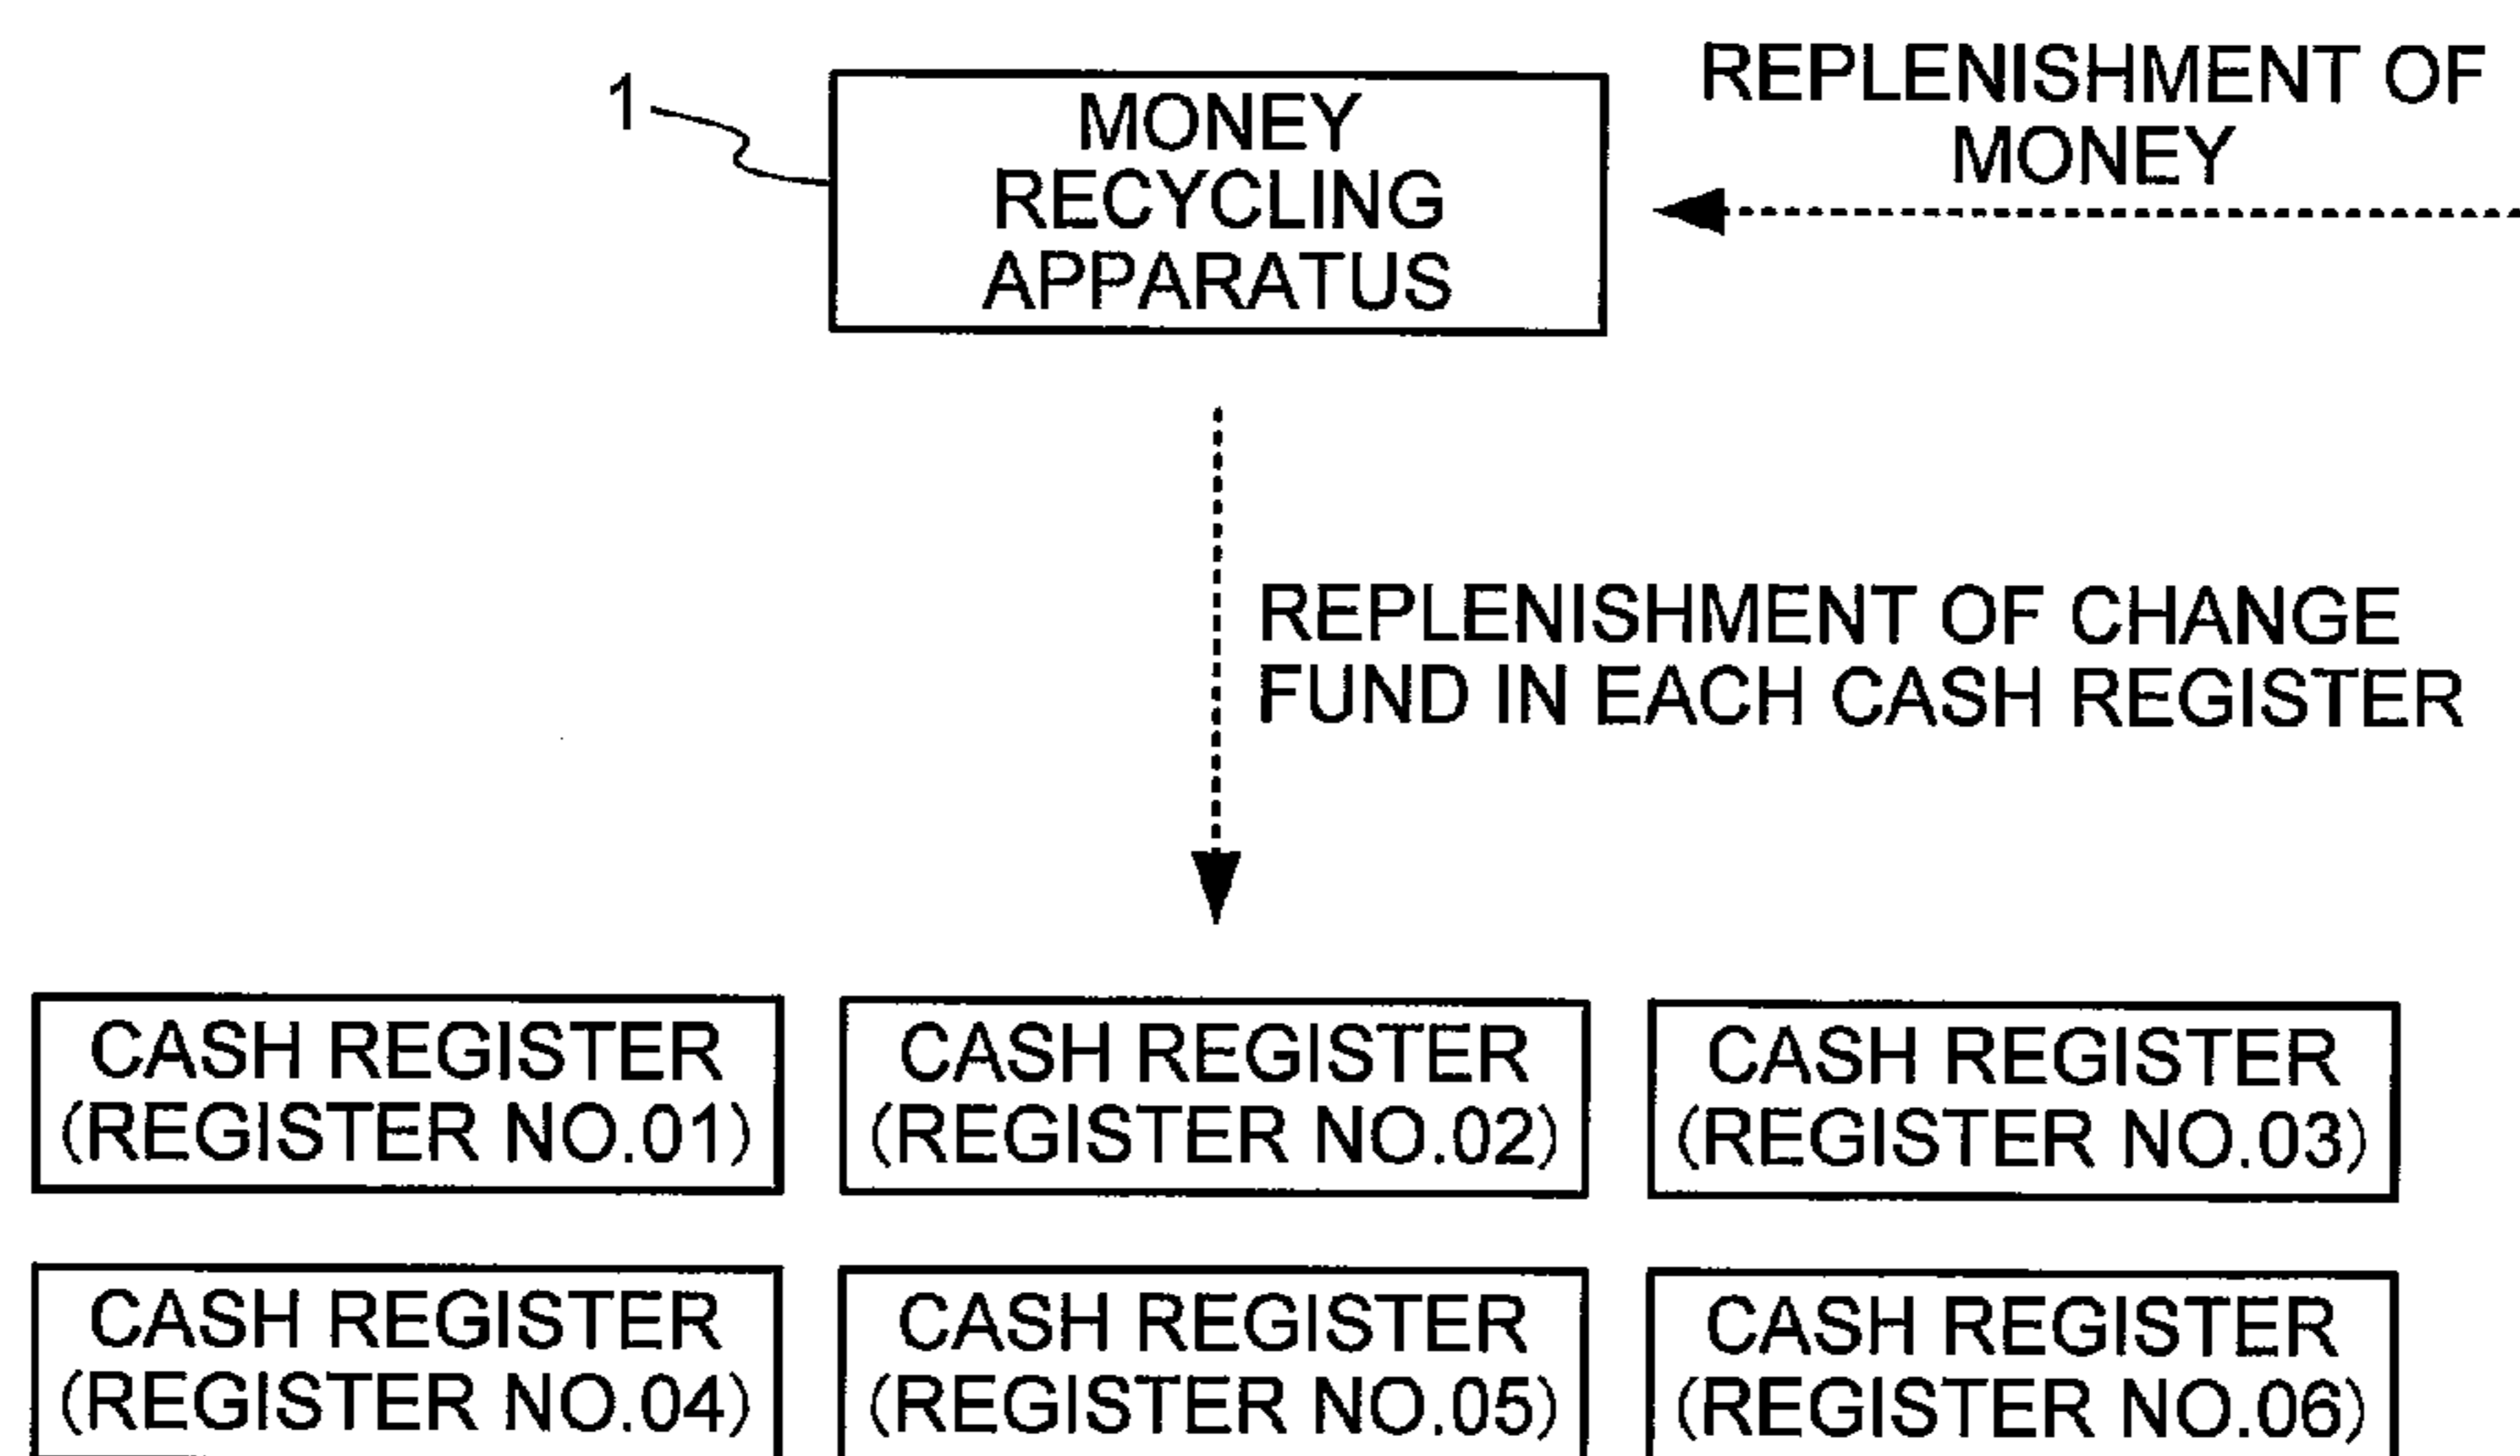 1
MONEY
RECYCLING
APPARATUS
REPLENISHMENT OF
MONEY
REPLENISHMENT OF CHANGE
FUND IN EACH CASH REGISTER
CASH REGISTER
(REGISTER NO.01)
CASH REGISTER
(REGISTER NO.02)
CASH REGISTER
(REGISTER NO.03)
CASH REGISTER
(REGISTER NO.04)
CASH REGISTER
(REGISTER NO.05)
CASH REGISTER
(REGISTER NO.06)